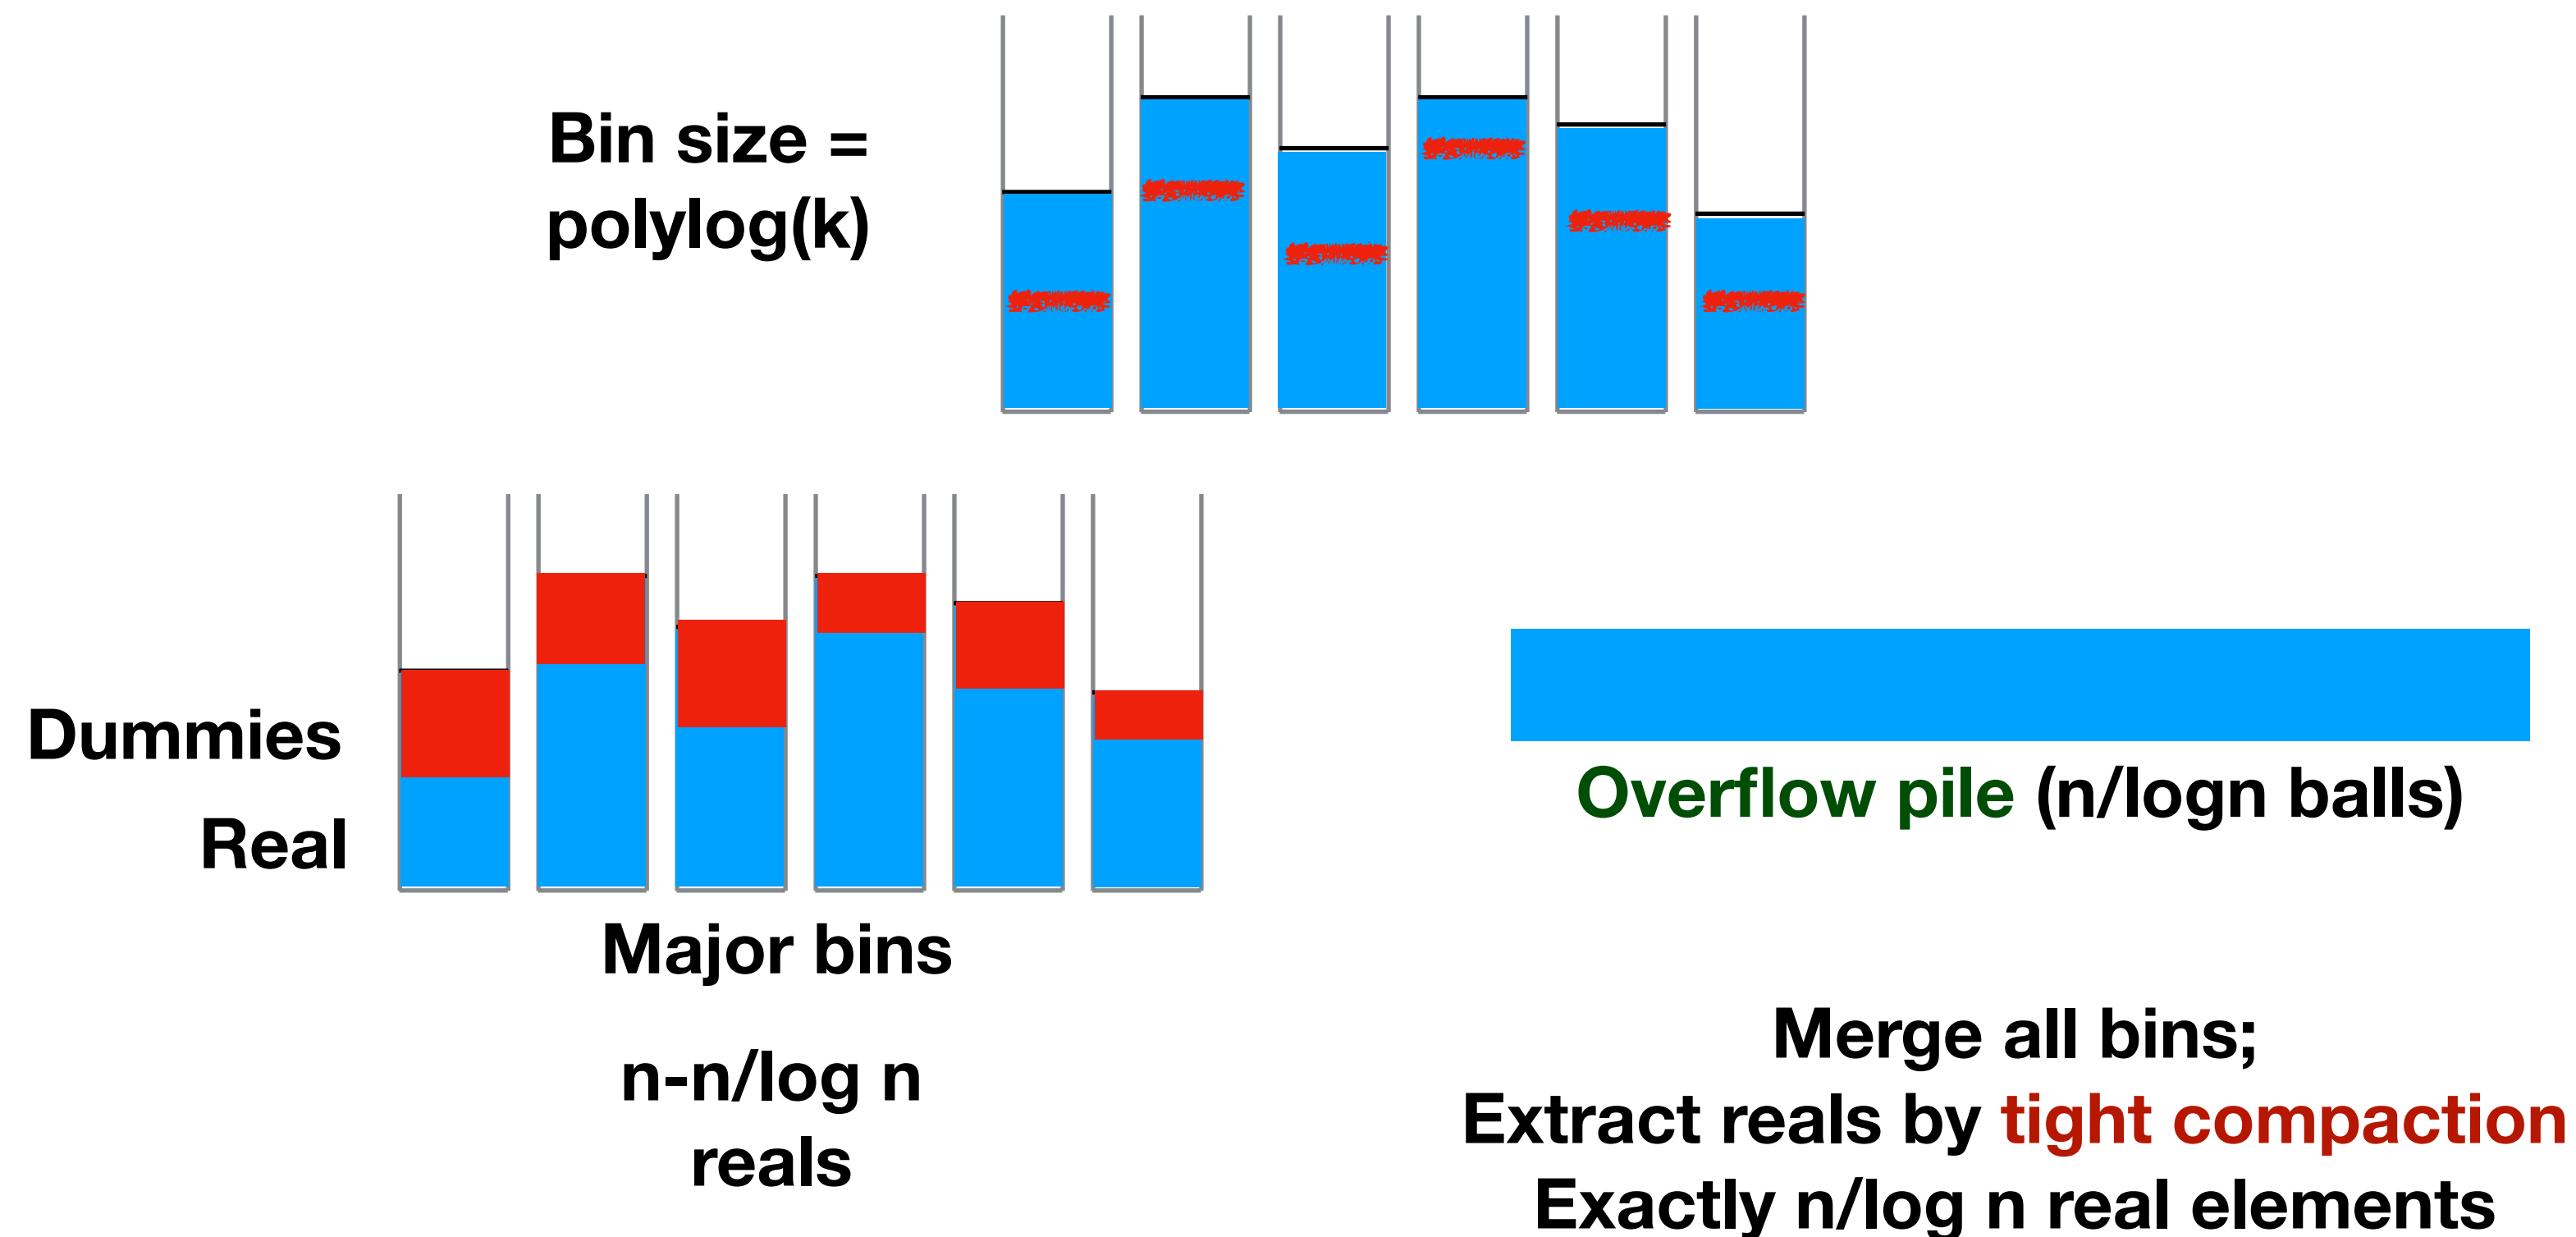 Bin size =
polylog(k)
Dummies
Real
Major bins
n-n/log n
reals
Overflow pile (n/logn balls)
Merge all bins;
Extract reals by tight compaction
Exactly n/log n real elements